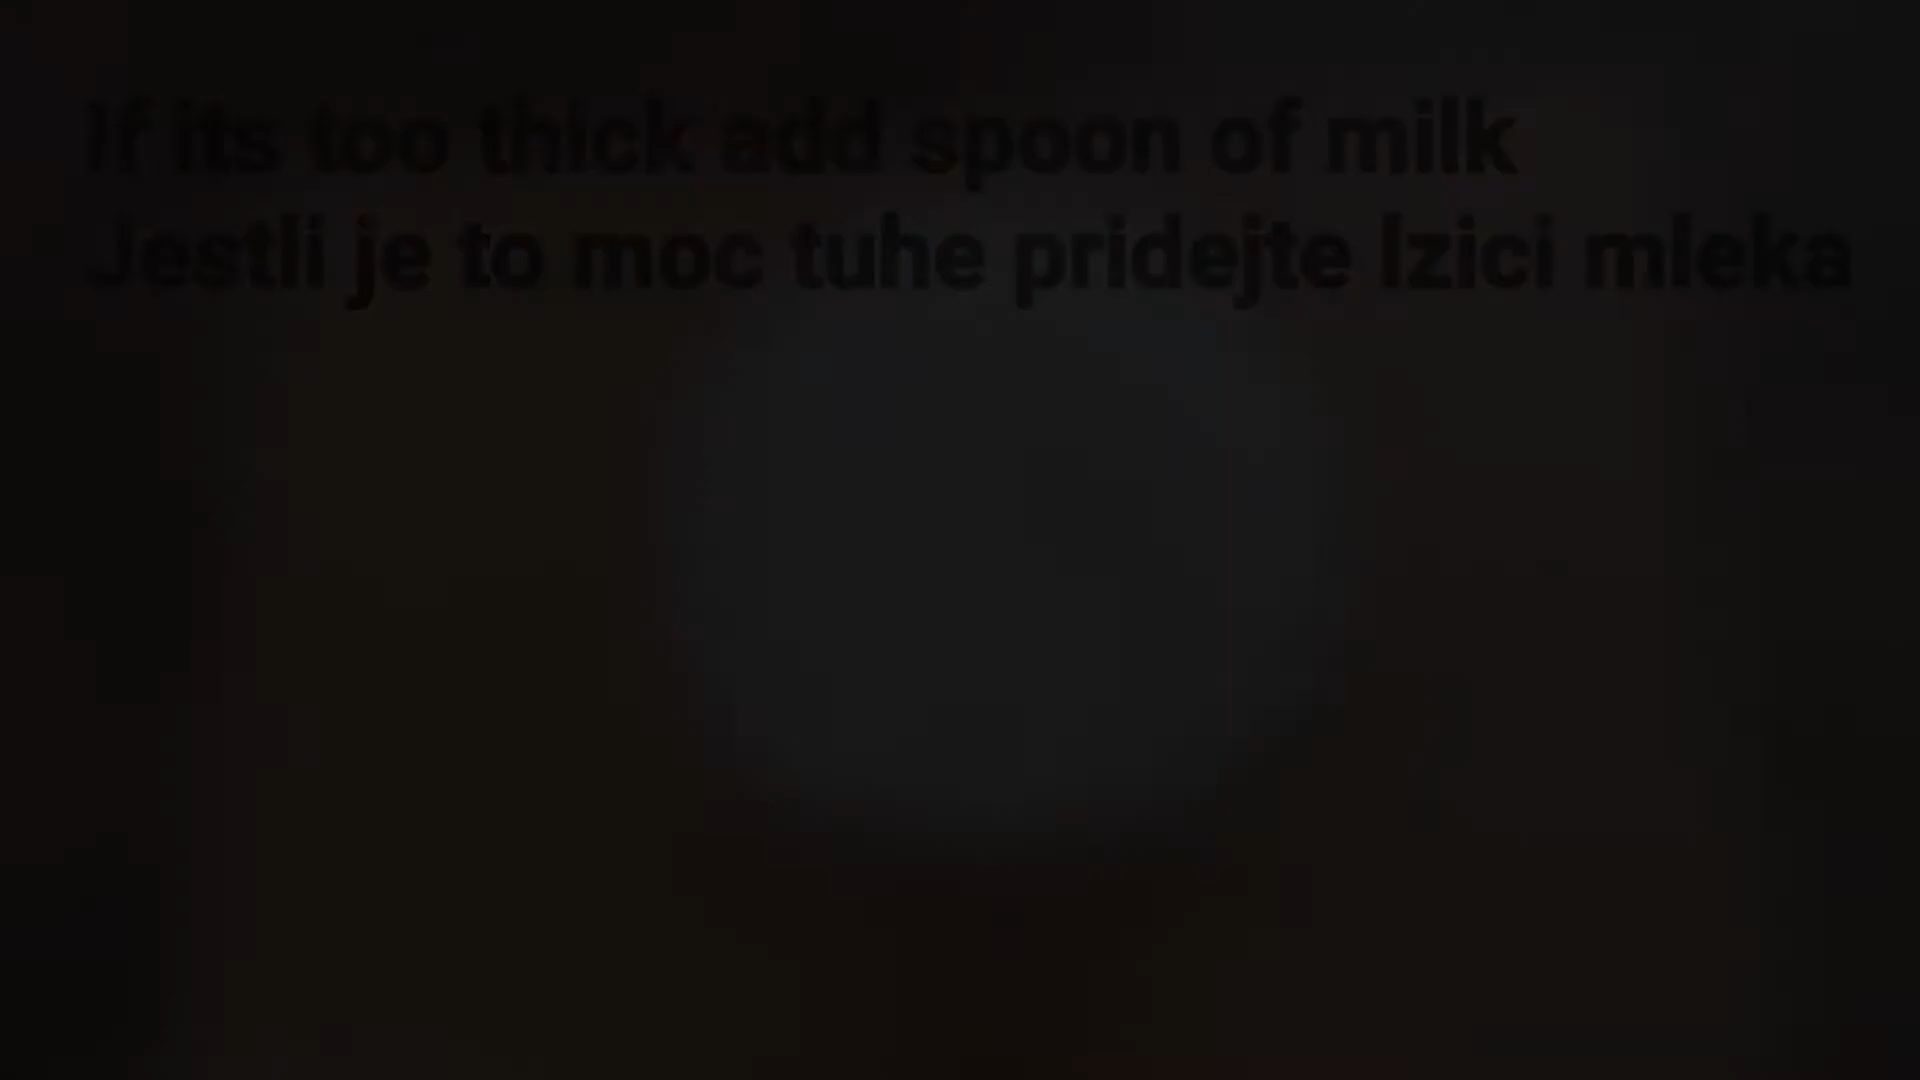 If its too thick add spoon of milk
Jestli je to moc tuhe pridejte lzici mleka